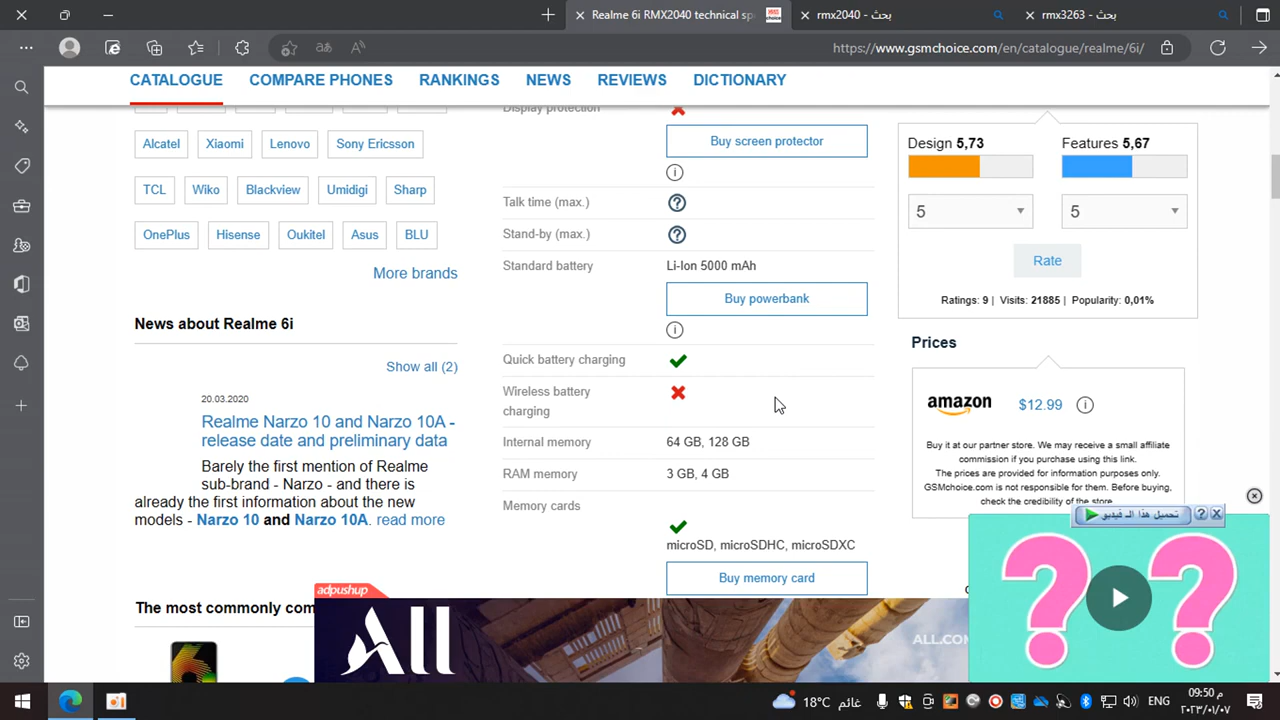 Realme 6i RMX2040 technical sp
rmx2040 - بحث
rmx3263 - بحث
https://www.gsmchoice.com/en/catalogue/realme/6i/
CATALOGUE
COMPARE PHONES
RANKINGS
NEWS
REVIEWS
DICTIONARY
Alcatel
Xiaomi
Lenovo
Sony Ericsson
TCL
Wiko
Blackview
Umidigi
Sharp
OnePlus
Hisense
Oukitel
Asus
BLU
More brands
News about Realme 6i
Show all (2)
20.03.2020
Realme Narzo 10 and Narzo 10A -
release date and preliminary data
Barely the first mention of Realme
sub-brand - Narzo - and there is
already the first information about the new
models - Narzo 10 and Narzo 10A. read more
The most commonly com
Display protection
Buy screen protector
Talk time (max.)
Stand-by (max.)
Standard battery
Li-Ion 5000 mAh
Buy powerbank
Quick battery charging
Wireless battery
charging
Internal memory
64 GB, 128 GB
RAM memory
3 GB, 4 GB
Memory cards
microSD, microSDHC, microSDXC
Buy memory card
Design 5,73
Features 5,67
5
5
Rate
Ratings: 9 | Visits: 21885 | Popularity: 0,01%
Prices
amazon
$12.99
Buy it at our partner store. We may receive a small affiliate
commission if you purchase using this link.
The prices are provided for information purposes only.
GSMchoice.com is not responsible for them. Before buying,
check the credibility of the store.
تحميل هذا الـ فيديو
adpushup
ALL
ALL.COM
18°C غائم
ENG
09:50 م
٢٠٢٣/٠١/٠٧